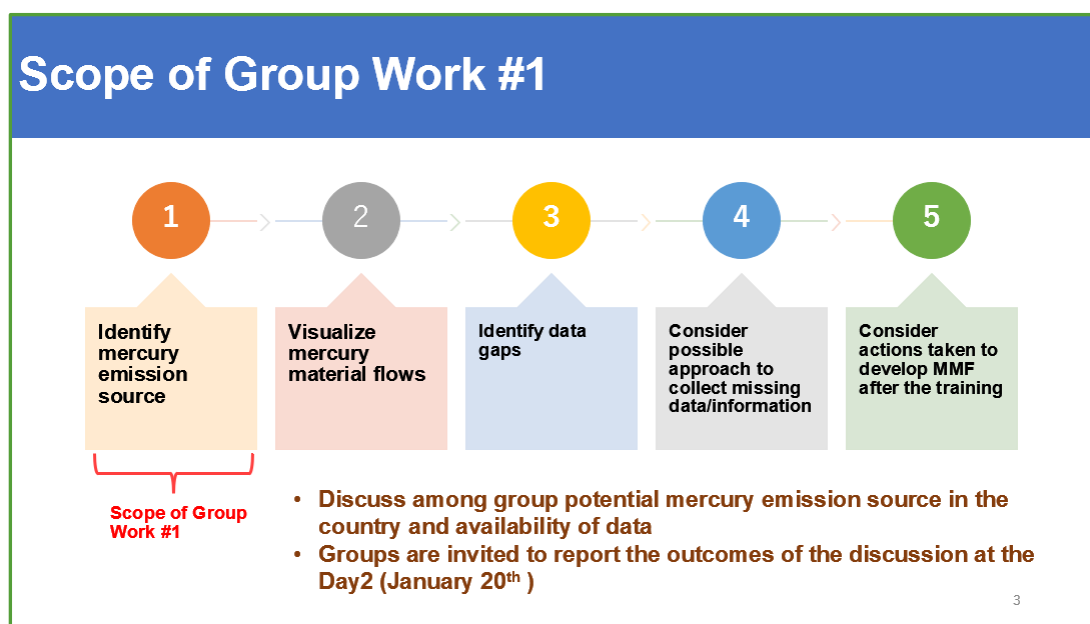 Scope of Group Work #1
1
2
3
4
5
Identify
mercury
emission
source
Visualize
mercury
material flows
Identify data
gaps
Consider
possible
approach to
collect missing
data/information
Consider
actions taken to
develop MMF
after the training
Scope of Group
Work #1
• Discuss among group potential mercury emission source in the
country and availability of data
• Groups are invited to report the outcomes of the discussion at the
Day2 (January 20th )
3